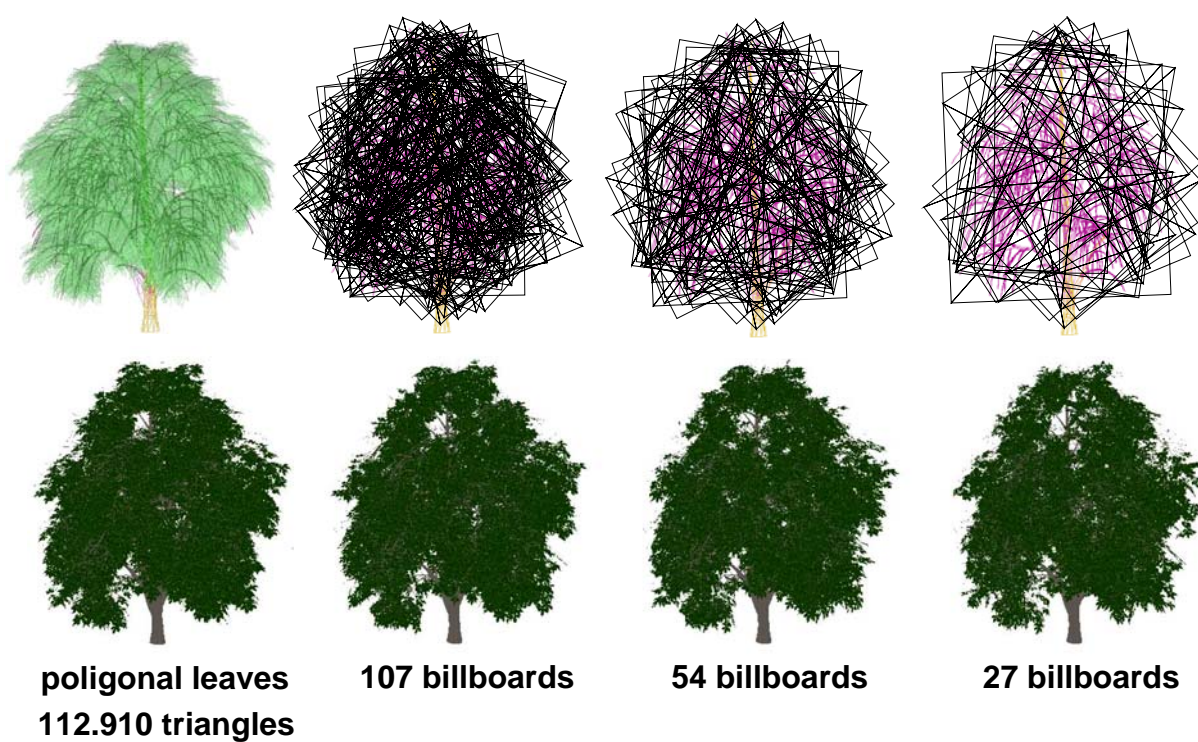 poligonal leaves
112.910 triangles
107 billboards
54 billboards
27 billboards